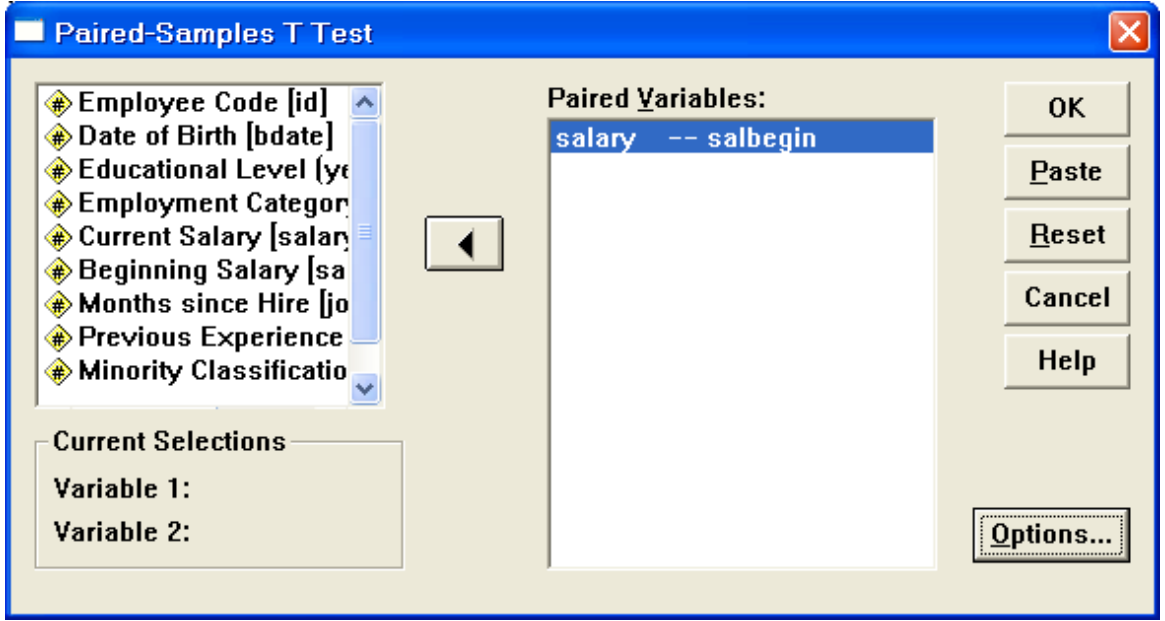 Paired-Samples T Test
Employee Code [id]
Date of Birth [bdate]
Educational Level (ye
Employment Category
Current Salary [salary
Beginning Salary [sa
Months since Hire [jo
Previous Experience
Minority Classificatio
Current Selections
Variable 1:
Variable 2:
Paired Variables:
salary -- salbegin
OK
Paste
Reset
Cancel
Help
Options...